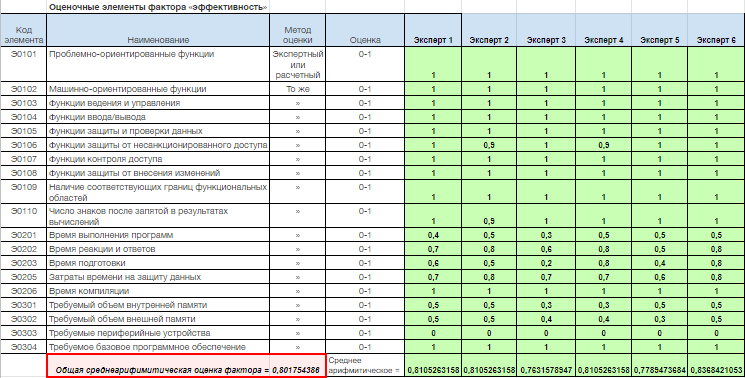 Оценочные элементы фактора «эффективность»
Код элемента Наименование Метод оценки Оценка Эксперт 1 Эксперт 2 Эксперт 3 Эксперт 4 Эксперт 5 Эксперт 6
Э0101 Проблемно-ориентированные функции Экспертный или расчетный 0-1 1 1 1 1 1 1
Э0102 Машинно-ориентированные функции То же 0-1 1 1 1 1 1 1
Э0103 Функции ведения и управления » 0-1 1 1 1 1 1 1
Э0104 Функции ввода/вывода » 0-1 1 1 1 1 1 1
Э0105 Функции защиты и проверки данных » 0-1 1 1 1 1 1 1
Э0106 Функции защиты от несанкционированного доступа » 0-1 1 0,9 1 0,9 1 1
Э0107 Функции контроля доступа » 0-1 1 1 1 1 1 1
Э0108 Функции защиты от внесения изменений » 0-1 1 1 1 1 1 1
Э0109 Наличие соответствующих границ функциональных областей » 0-1 1 1 1 1 1 1
Э0110 Число знаков после запятой в результатах вычислений » 0-1 1 0,9 1 1 1 1
Э0201 Время выполнения программ » 0-1 0,4 0,5 0,3 0,5 0,5 0,5
Э0202 Время реакции и ответов » 0-1 0,7 0,8 0,6 0,8 0,5 0,8
Э0203 Время подготовки » 0-1 0,6 0,5 0,2 0,8 0,4 0,8
Э0205 Затраты времени на защиту данных » 0-1 0,7 0,8 0,7 0,7 0,6 0,8
Э0206 Время компиляции » 0-1 1 1 1 1 1 1
Э0301 Требуемый объем внутренней памяти » 0-1 0,5 0,5 0,3 0,3 0,5 0,5
Э0302 Требуемый объем внешней памяти » 0-1 0,5 0,5 0,4 0,4 0,3 0,5
Э0303 Требуемые периферийные устройства » 0-1 0 0 0 0 0 0
Э0304 Требуемое базовое программное обеспечение » 0-1 1 1 1 1 1 1
Общая среднеарифимитическая оценка фактора = 0,801754386 Среднее арифмитическое = 0,8105263158 0,8105263158 0,7631578947 0,8105263158 0,7789473684 0,8368421053